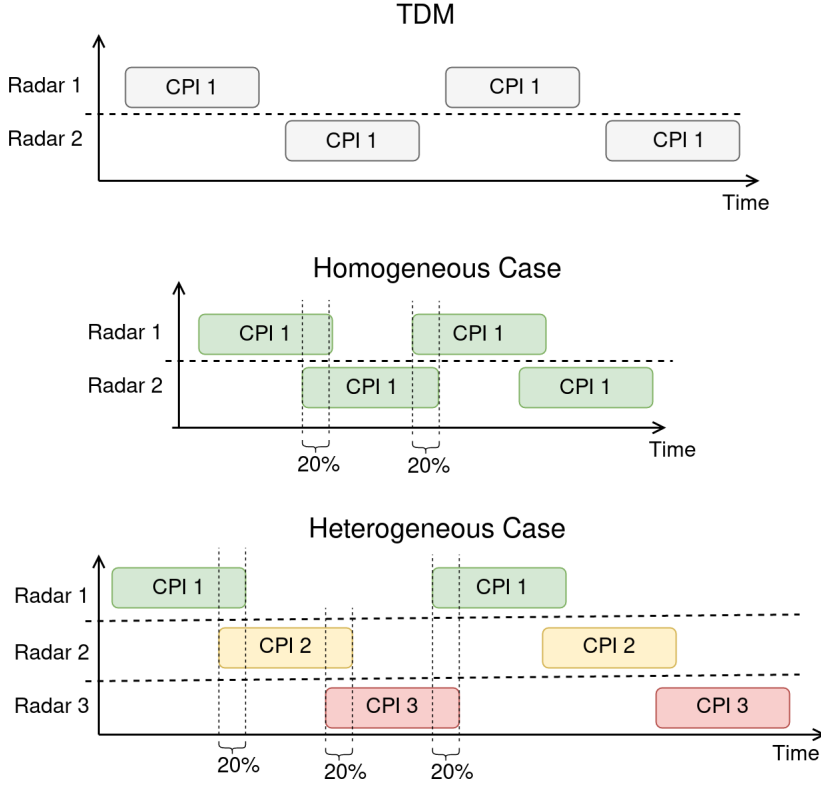 TDM
Radar 1
CPI 1
CPI 1
Radar 2
CPI 1
CPI 1
Time
Homogeneous Case
Radar 1
CPI 1
CPI 1
Radar 2
CPI 1
CPI 1
Time
20%
20%
Heterogeneous Case
Radar 1
CPI 1
CPI 1
Radar 2
CPI 2
CPI 2
Radar 3
CPI 3
CPI 3
Time
20%
20%
20%